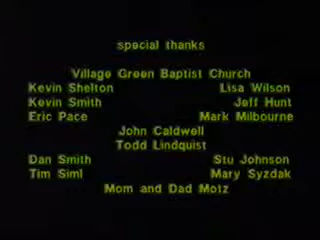 special thanks
Village Green Baptist Church
Kevin Shelton Lisa Wilson
Kevin Smith Jeff Hunt
Eric Pace Mark Milbourne
John Caldwell
Todd Lindquist
Dan Smith Stu Johnson
Tim Siml Mary Syzdak
Mom and Dad Motz